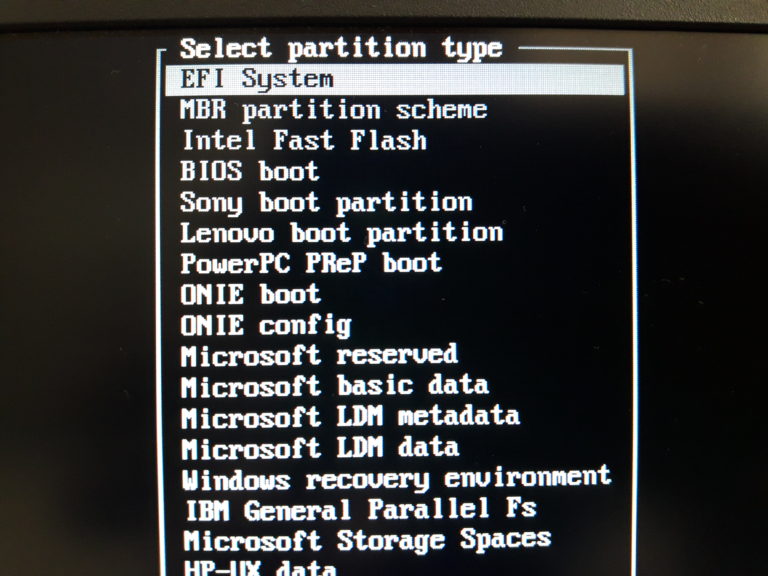 Select partition type
EFI System
MBR partition scheme
Intel Fast Flash
BIOS boot
Sony boot partition
Lenovo boot partition
PowerPC PReP boot
ONIE boot
ONIE config
Microsoft reserved
Microsoft basic data
Microsoft LDM metadata
Microsoft LDM data
Windows recovery environment
IBM General Parallel Fs
Microsoft Storage Spaces
HP-UX data